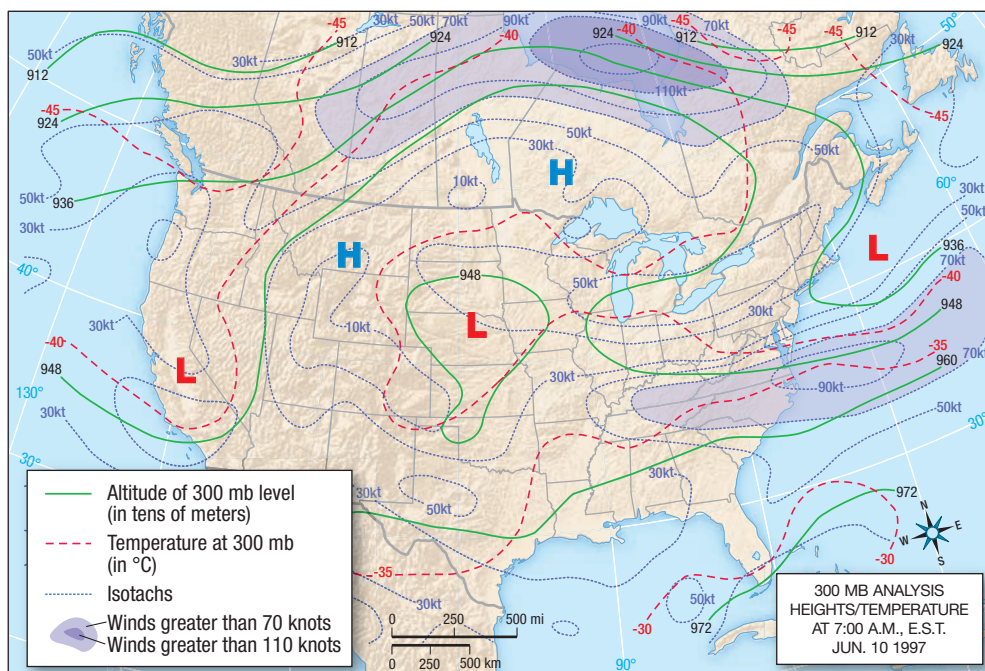 -45
50kt
30kt
50kt
70kt
90kt
90kt
-45
70kt
50°
50kt
912
924
-40
924
-40
912
-45
-45
912
30kt
924
912
30kt
110kt
-45
924
-45
50kt
50kt
30kt
H
50kt
60°
10kt
30kt
50kt
936
30kt
50kt
30kt
H
L
936
70kt
-40
40°
948
50kt
948
30kt
L
30kt
10kt
-35
-40
L
960
70kt
948
30kt
90kt
130°
30kt
50kt
30kt
30°
30kt
30kt
50kt
972
N
E
W
S
-30
-35
50kt
-30
972
90°
Altitude of 300 mb level
(in tens of meters)
Temperature at 300 mb
(in °C)
Isotachs
Winds greater than 70 knots
Winds greater than 110 knots
0 250 500 mi
0 250 500 km
300 MB ANALYSIS
HEIGHTS/TEMPERATURE
AT 7:00 A.M., E.S.T.
JUN. 10 1997